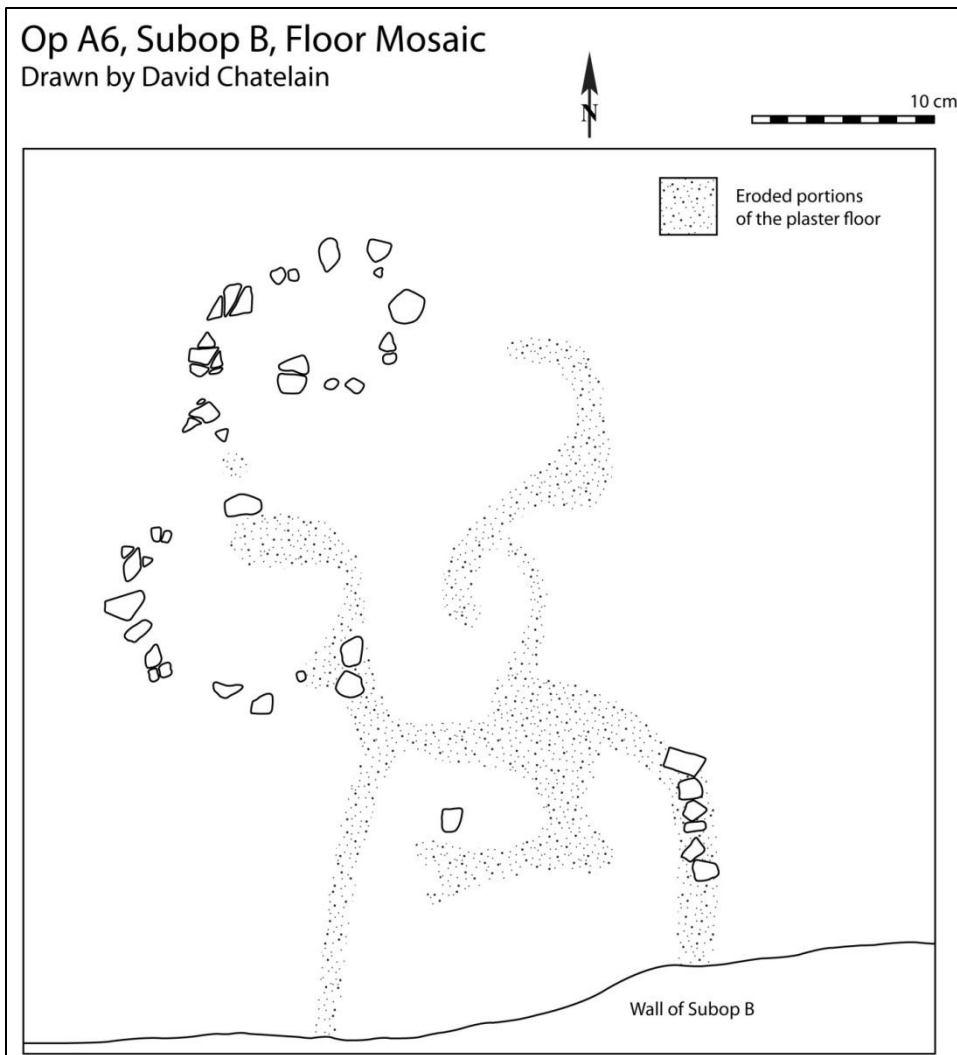 Op A6, Subop B, Floor Mosaic
Drawn by David Chatelain
N
10 cm
Eroded portions
of the plaster floor
Wall of Subop B